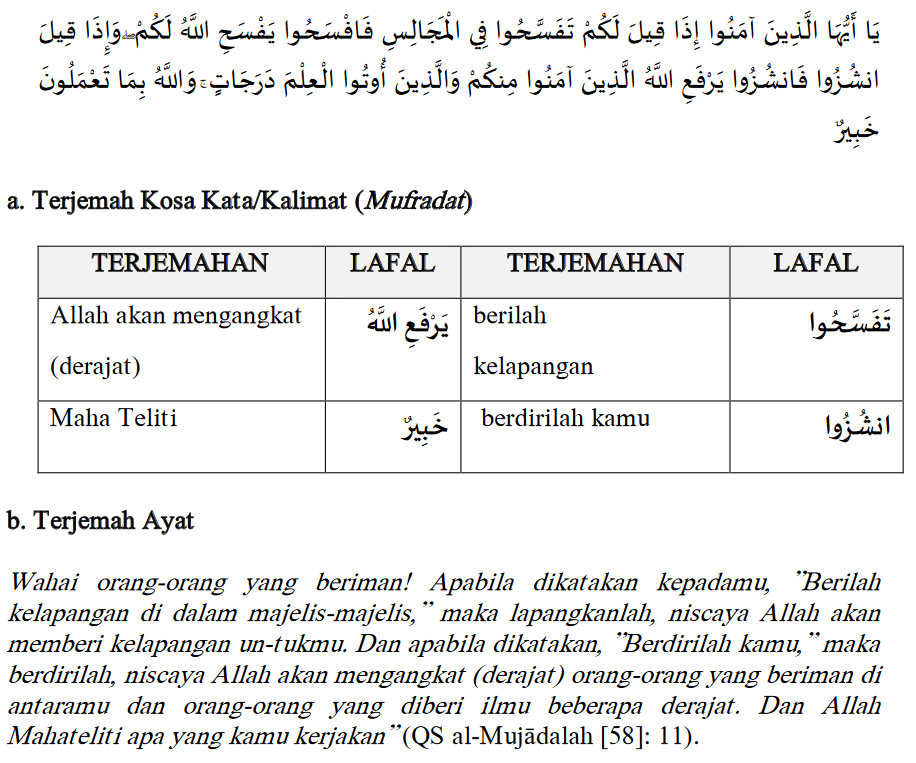 يَا أَيُّهَا الَّذِينَ آمَنُوا إِذَا قِيلَ لَكُمْ تَفَسَّحُوا فِي الْمَجَالِسِ فَافْسَحُوا يَفْسَحِ اللَّهُ لَكُمْ ۖ وَإِذَا قِيلَ
انشُزُوا فَانشُزُوا يَرْفَعِ اللَّهُ الَّذِينَ آمَنُوا مِنكُمْ وَالَّذِينَ أُوتُوا الْعِلْمَ دَرَجَاتٍ ۚ وَاللَّهُ بِمَا تَعْمَلُونَ
خَبِيرٌ
a. Terjemah Kosa Kata/Kalimat (Mufradat)
TERJEMAHAN LAFAL TERJEMAHAN LAFAL
Allah akan mengangkat يَرْفَعِ اللَّهُ berilah تَفَسَّحُوا
(derajat) kelapangan
Maha Teliti خَبِيرٌ berdirilah kamu انشُزُوا
b. Terjemah Ayat
Wahai orang-orang yang beriman! Apabila dikatakan kepadamu, ”Berilah
kelapangan di dalam majelis-majelis,” maka lapangkanlah, niscaya Allah akan
memberi kelapangan un-tukmu. Dan apabila dikatakan, ”Berdirilah kamu,” maka
berdirilah, niscaya Allah akan mengangkat (derajat) orang-orang yang beriman di
antaramu dan orang-orang yang diberi ilmu beberapa derajat. Dan Allah
Mahateliti apa yang kamu kerjakan”(QS al-Mujādalah [58]: 11).